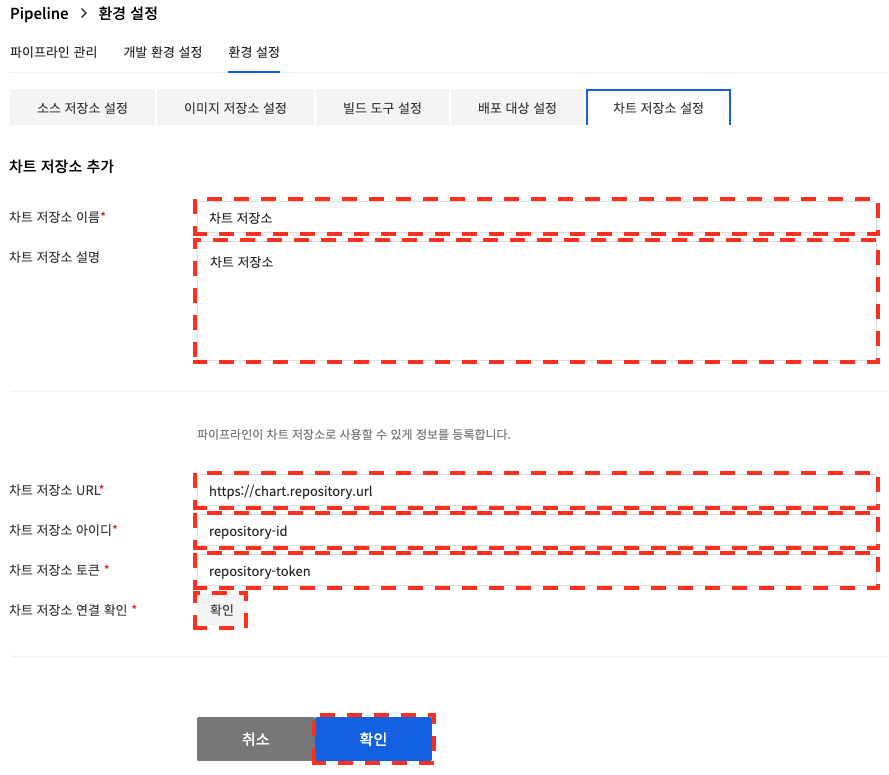 Pipeline > 환경 설정
파이프라인 관리 개발 환경 설정 환경 설정
소스 저장소 설정 이미지 저장소 설정 빌드 도구 설정 배포 대상 설정 차트 저장소 설정
차트 저장소 추가
차트 저장소 이름* 차트 저장소
차트 저장소 설명 차트 저장소
파이프라인이 차트 저장소로 사용할 수 있게 정보를 등록합니다.
차트 저장소 URL* https://chart.repository.url
차트 저장소 아이디* repository-id
차트 저장소 토큰 * repository-token
차트 저장소 연결 확인 * 확인
취소 확인